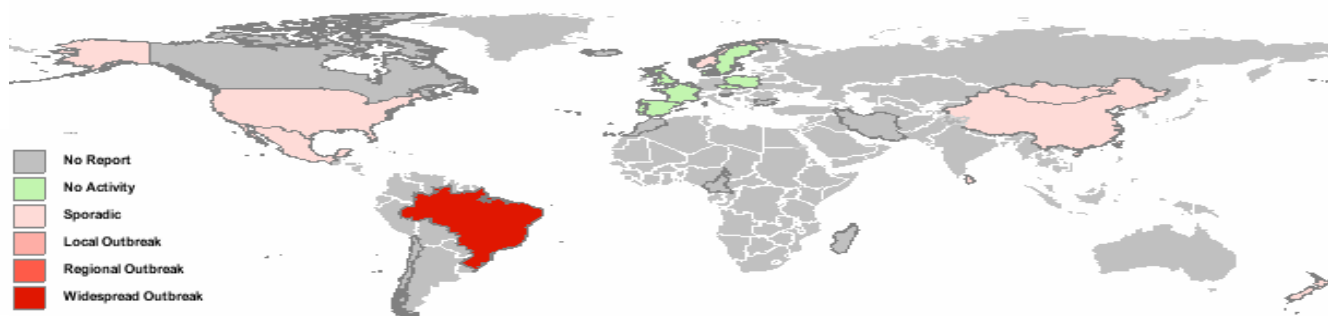 No Report
No Activity
Sporadic
Local Outbreak
Regional Outbreak
Widespread Outbreak